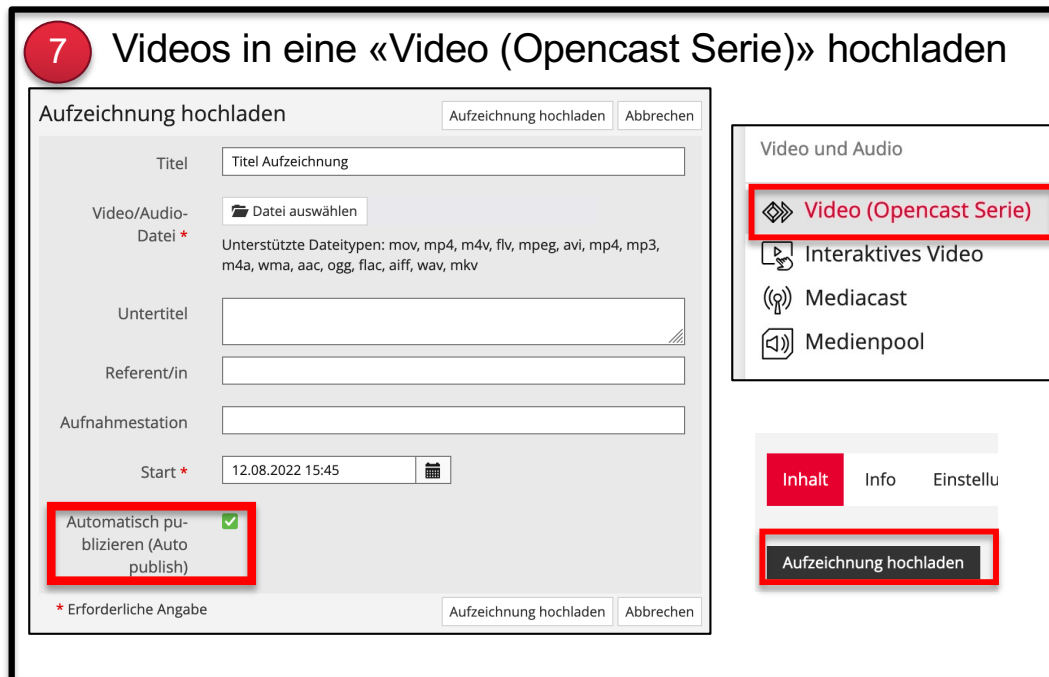 7
Videos in eine «Video (Opencast Serie)» hochladen
Aufzeichnung hochladen
Aufzeichnung hochladen
Abbrechen
Titel
Titel Aufzeichnung
Video/Audio-
Datei *
Datei auswählen
Unterstützte Dateitypen: mov, mp4, m4v, flv, mpeg, avi, mp4, mp3,
m4a, wma, aac, ogg, flac, aiff, wav, mkv
Untertitel
Referent/in
Aufnahmestation
Start *
12.08.2022 15:45
Automatisch pu-
blizieren (Auto
publish)
* Erforderliche Angabe
Aufzeichnung hochladen
Abbrechen
Video und Audio
Video (Opencast Serie)
Interaktives Video
Mediacast
Medienpool
Inhalt
Info
Einstellu
Aufzeichnung hochladen